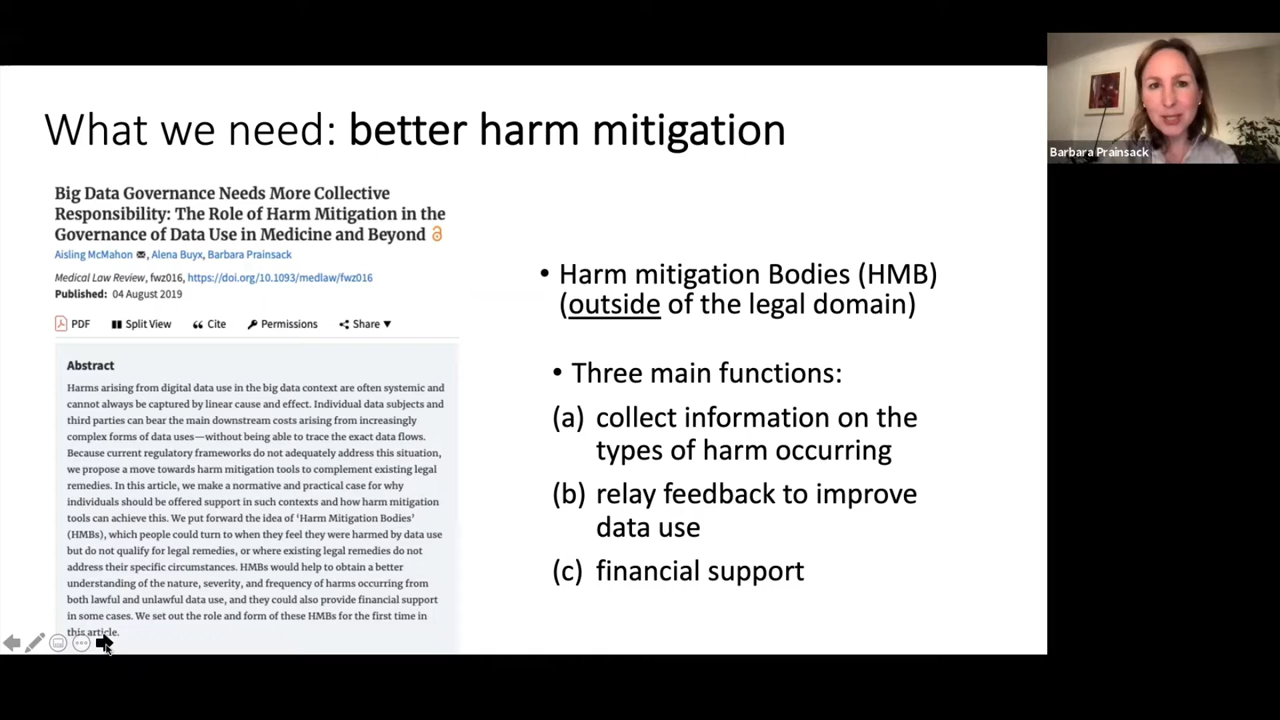 What we need: better harm mitigation
Big Data Governance Needs More Collective
Responsibility: The Role of Harm Mitigation in the
Governance of Data Use in Medicine and Beyond
Aisling McMahon, Alena Buyx, Barbara Prainsack
Medical Law Review, fwz016, https://doi.org/10.1093/medlaw/fwz016
Published: 04 August 2019
PDF Split View Cite Permissions Share ▼
Abstract
Harms arising from digital data use in the big data context are often systemic and
cannot always be captured by linear cause and effect. Individual data subjects and
third parties can bear the main downstream costs arising from increasingly
complex forms of data uses—without being able to trace the exact data flows.
Because current regulatory frameworks do not adequately address this situation,
we propose a move towards harm mitigation tools to complement existing legal
remedies. In this article, we make a normative and practical case for why
individuals should be offered support in such contexts and how harm mitigation
tools can achieve this. We put forward the idea of ‘Harm Mitigation Bodies’
(HMBs), which people could turn to when they feel they were harmed by data use
but do not qualify for legal remedies, or where existing legal remedies do not
address their specific circumstances. HMBs would help to obtain a better
understanding of the nature, severity, and frequency of harms occurring from
both lawful and unlawful data use, and they could also provide financial support
in some cases. We set out the role and form of these HMBs for the first time in
this article.
• Harm mitigation Bodies (HMB)
(outside of the legal domain)
• Three main functions:
(a) collect information on the
types of harm occurring
(b) relay feedback to improve
data use
(c) financial support
Barbara Prainsack